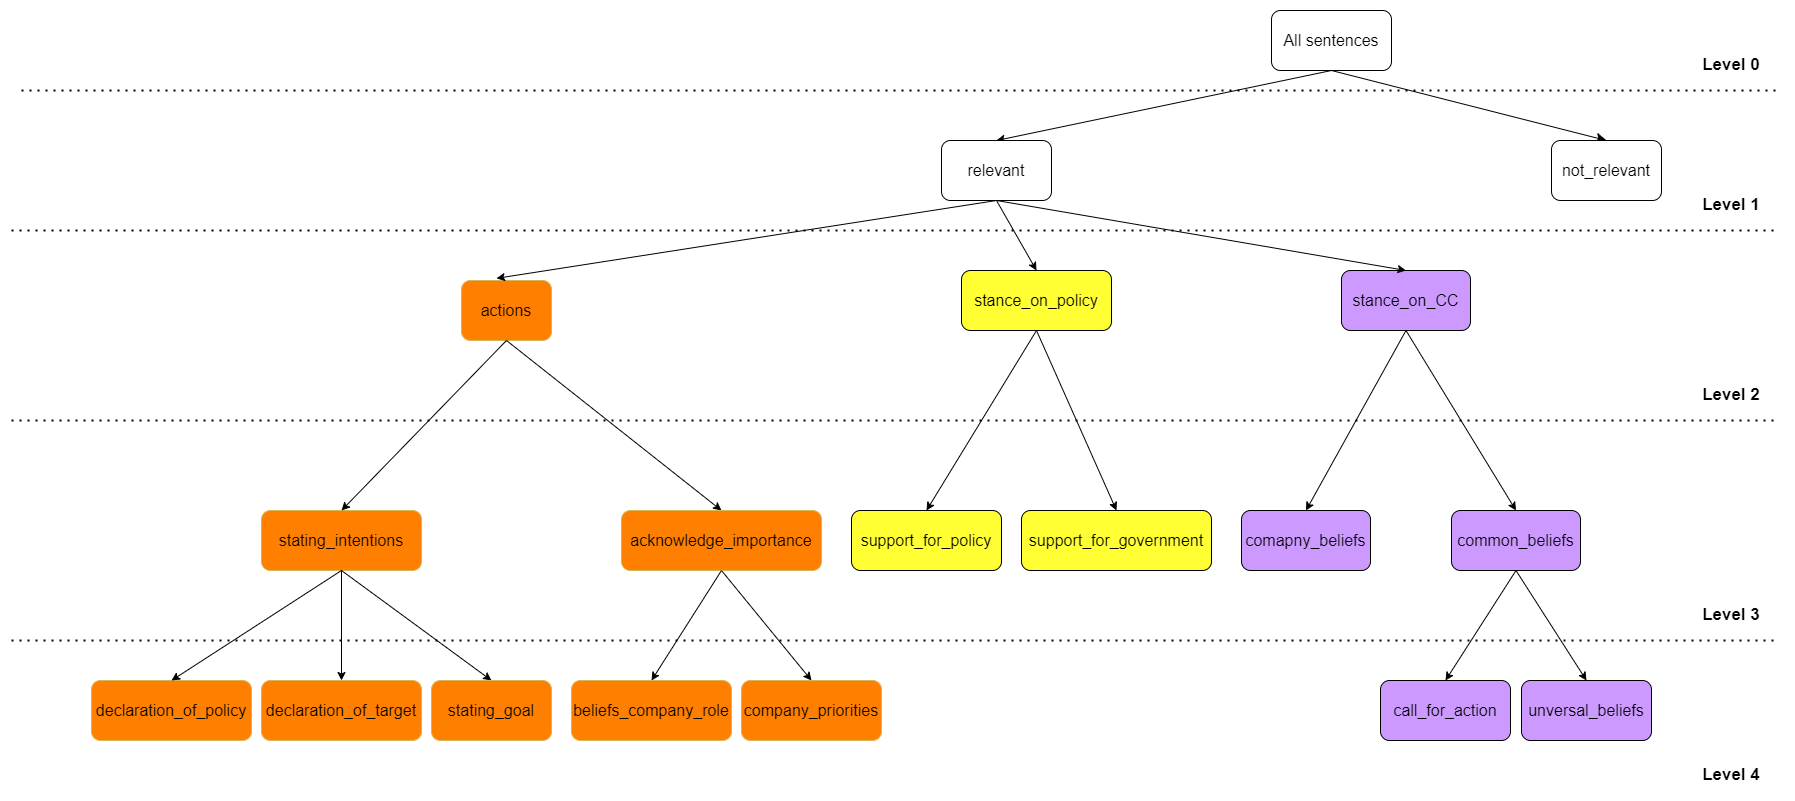 All sentences
Level 0
relevant
not_relevant
Level 1
actions
stance_on_policy
stance_on_CC
Level 2
stating_intentions
acknowledge_importance
support_for_policy
support_for_government
comapny_beliefs
common_beliefs
Level 3
declaration_of_policy
declaration_of_target
stating_goal
beliefs_company_role
company_priorities
call_for_action
unversal_beliefs
Level 4